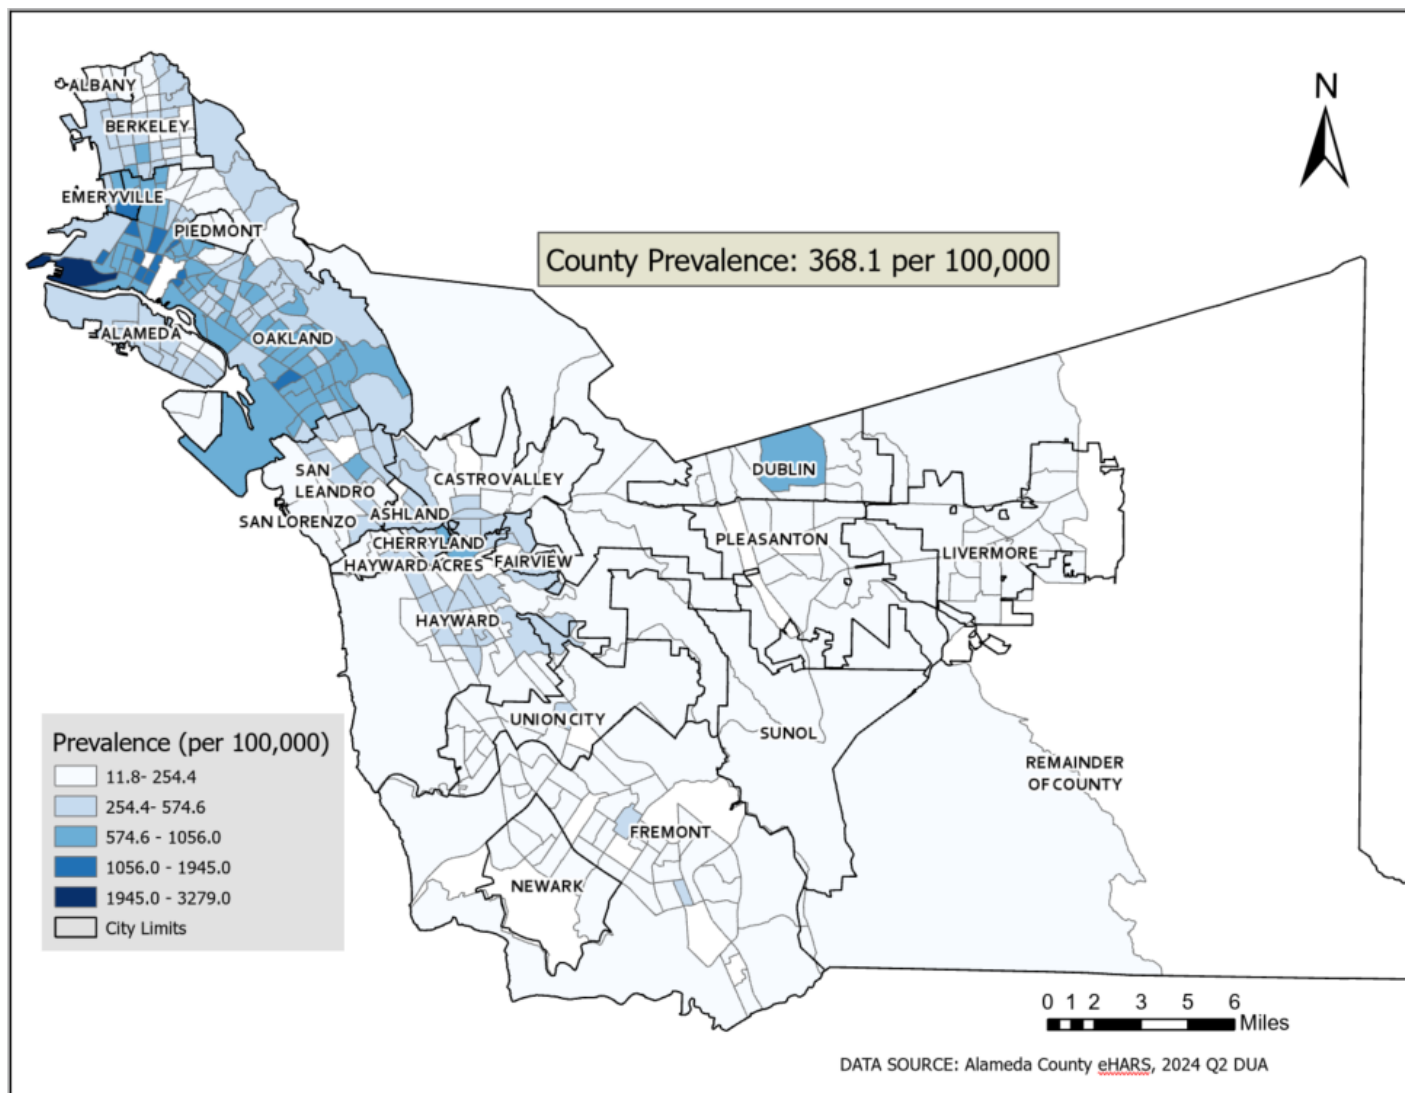 N
ALBANY
BERKELEY
EMERYVILLE
PIEDMONT
County Prevalence: 368.1 per 100,000
ALAMEDA
OAKLAND
SAN
LEANDRO
CASTRO VALLEY
DUBLIN
SAN LORENZO
ASHLAND
CHERRYLAND
HAYWARD ACRES
FAIRVIEW
PLEASANTON
LIVERMORE
HAYWARD
UNION CITY
SUNOL
REMAINDER
OF COUNTY
FREMONT
NEWARK
Prevalence (per 100,000)
11.8- 254.4
254.4- 574.6
574.6 - 1056.0
1056.0 - 1945.0
1945.0 - 3279.0
City Limits
0 1 2 3 5 6
Miles
DATA SOURCE: Alameda County eHARS, 2024 Q2 DUA